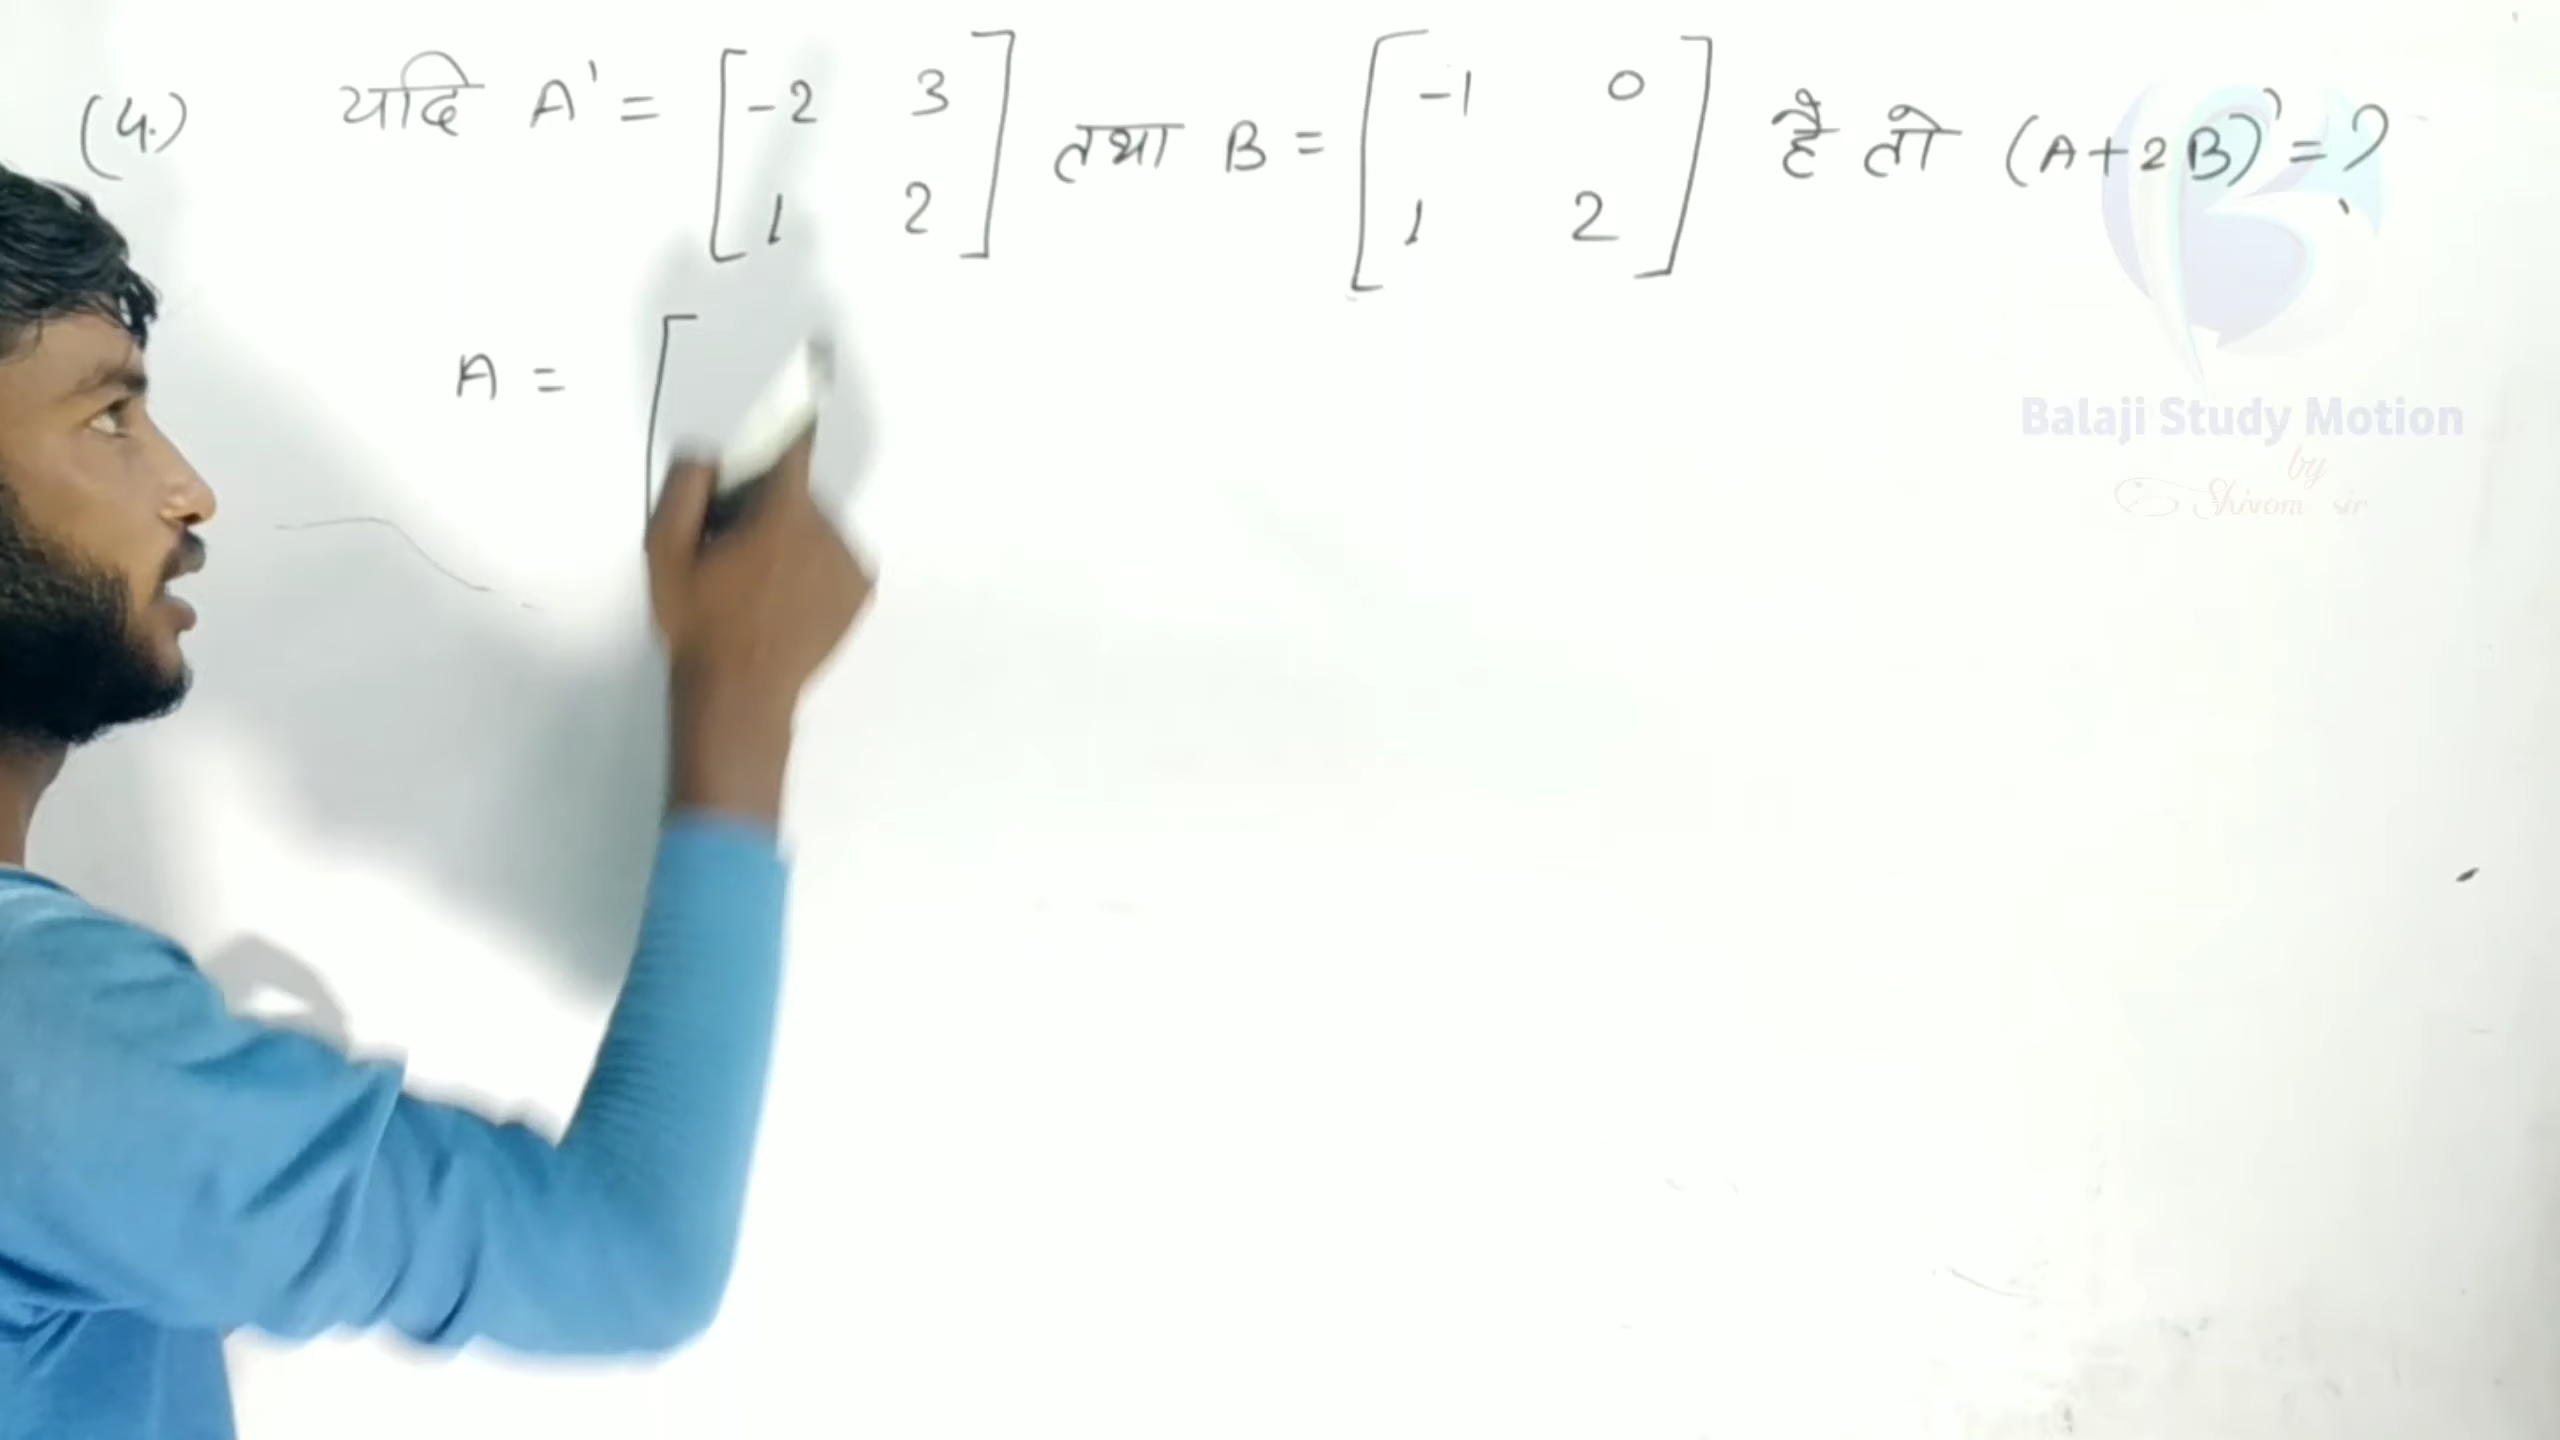 (4.) यदि A' = [-2 3 तथा B = [-1 0 है तो (A+2B)' = ?
1 2] 1 2]
A = [
Balaji Study Motion
by
Shivom sir